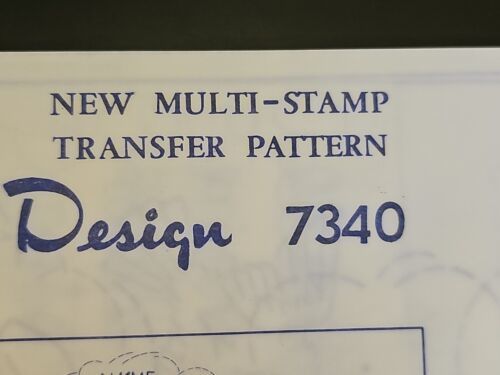 NEW MULTI-STAMP
TRANSFER PATTERN
Design 7340